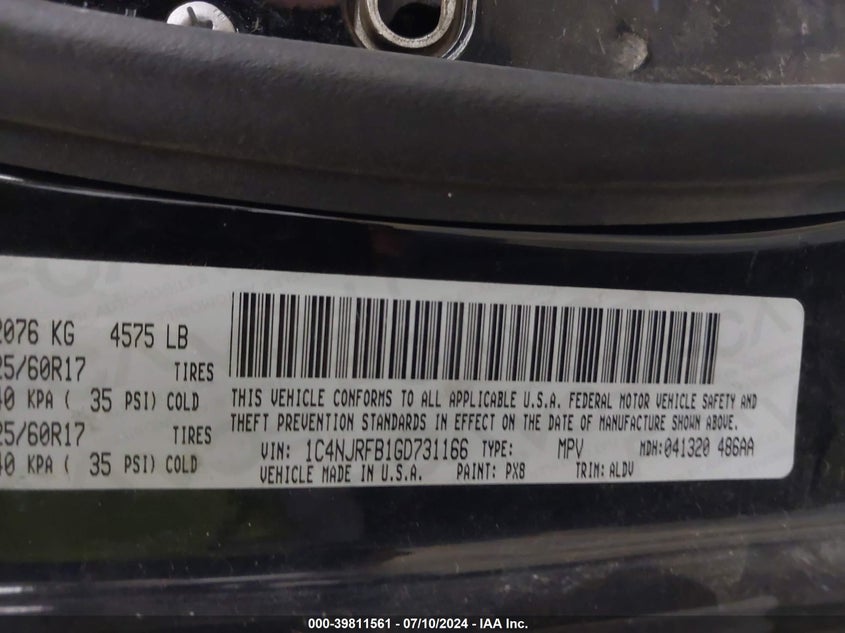 2076 KG 4575 LB
25/60R17 TIRES
40 KPA ( 35 PSI) COLD
25/60R17 TIRES
40 KPA ( 35 PSI) COLD
THIS VEHICLE CONFORMS TO ALL APPLICABLE U.S.A. FEDERAL MOTOR VEHICLE SAFETY AND
THEFT PREVENTION STANDARDS IN EFFECT ON THE DATE OF MANUFACTURE SHOWN ABOVE.
VIN: 1C4NJRFB1GD731166 TYPE: MPV MDH:041320 486AA
VEHICLE MADE IN U.S.A. PAINT: PX8 TRIM: ALDV
000-39811561 / 07/10/2024 - IAA Inc.